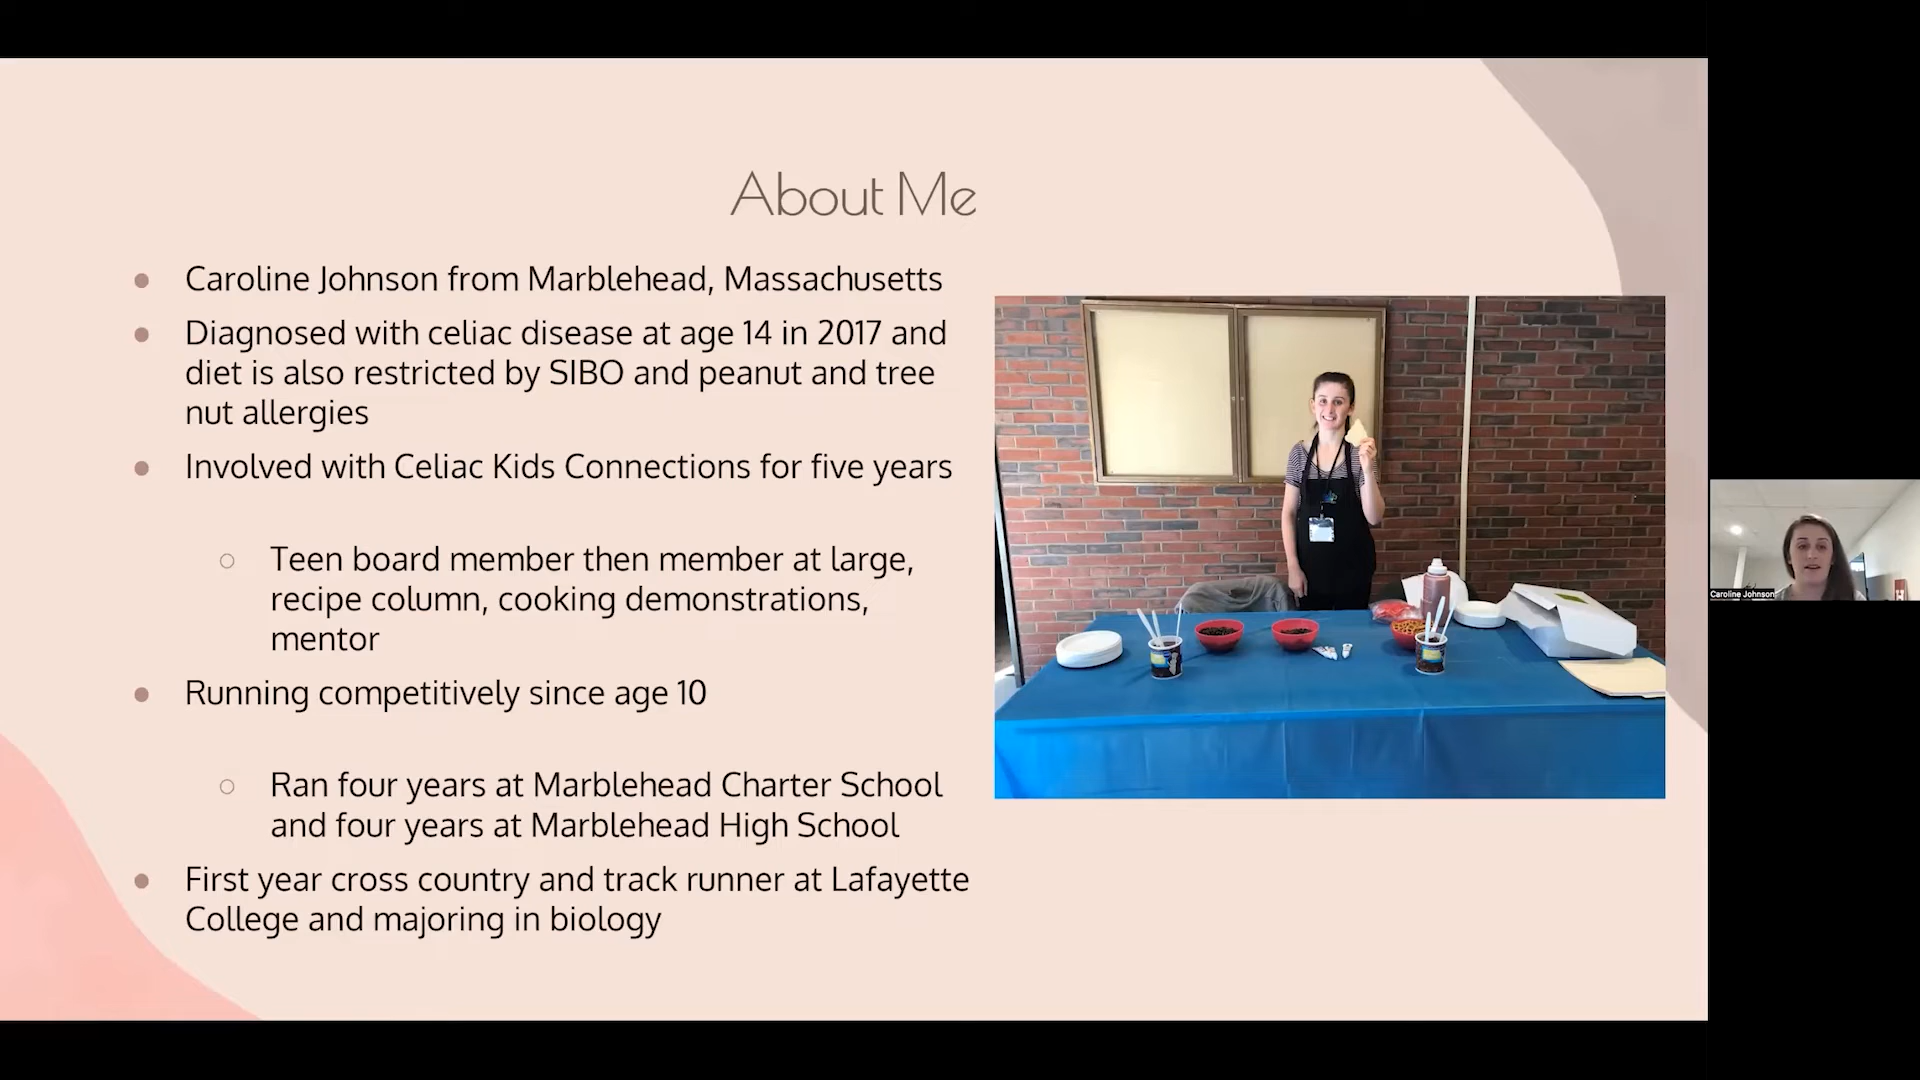 About Me
Caroline Johnson from Marblehead, Massachusetts
Diagnosed with celiac disease at age 14 in 2017 and
diet is also restricted by SIBO and peanut and tree
nut allergies
Involved with Celiac Kids Connections for five years
Teen board member then member at large,
recipe column, cooking demonstrations,
mentor
Running competitively since age 10
Ran four years at Marblehead Charter School
and four years at Marblehead High School
First year cross country and track runner at Lafayette
College and majoring in biology
Caroline Johnson